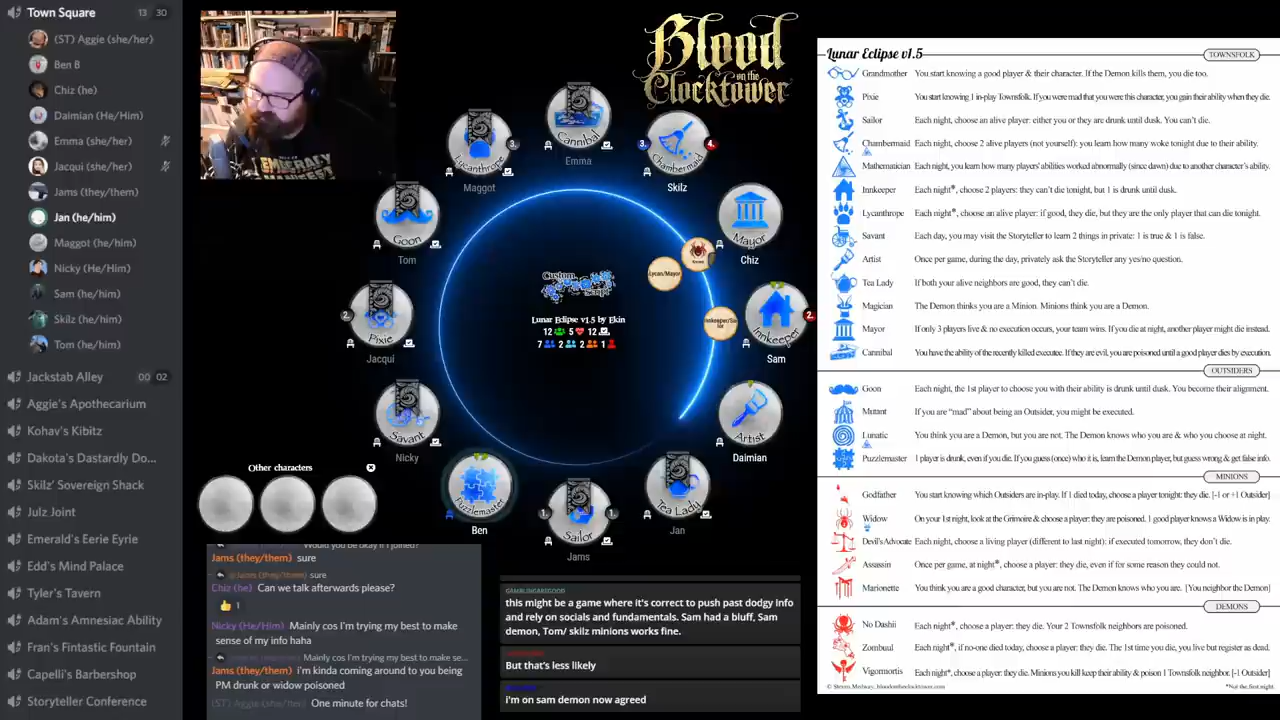 Town Square
13 30
(ST) Aggie (she/her)
Ben B
Chiz (he)
Daimian (He/Him)
Emma (she/her)
Jacqui (she/her)
Jams (they/them)
Jan (he/him)
Maggot (he/him)
Nicky (He/Him)
Sam (he/him)
Skilz (he/him)
Tom (he/him)
Jackers' Alley
00 02
Aggie's Apothecarium
Kohav's Kibitz
Dakota's Dastardly Do...
Skilz' Sovereign Shack
Julz Joint
Emerald's Eerie Eyrie
Edd's Mind Palace
Tyler's Tavern
Adam's Amnesiac Ability
Fran's Fantastic Fountain
Capelli's Cardershop
Storytellers' Conference
Blood
on the
Clocktower
Cannibal
Emma
Chambermaid
Skilz
3.
4.
Mayor
Chiz
Innkeeper
Sam
2.
Artist
Daimian
Tea Lady
Jan
Sailor
Jams
1.
1.
Puzzlemaster
Ben
Savant
Nicky
Pixie
Jacqui
2.
Goon
Tom
Lycanthrope
Maggot
3.
Lycan/Mayor
Custom
Script
Lunar Eclipse v1.5 by Ekin
12 5 12
7 2 2 1
Other characters
Would you be okay if I joined?
Jams (they/them) sure
@Jams (they/them) sure
Chiz (he) Can we talk afterwards please?
1
Nicky (He/Him) Mainly cos I'm trying my best to make
sense of my info haha
Mainly cos I'm trying my best to make se...
Jams (they/them) i'm kinda coming around to you being
PM drunk or widow poisoned
(ST) Aggie One minute for chats!
this might be a game where it's correct to push past dodgy Info
and rely on socials and fundamentals. Sam had a bluff, Sam
demon, Tom/ skilz minions works fine.
But that's less likely
i'm on sam demon now agreed
Lunar Eclipse v1.5
TOWNSFOLK
Grandmother You start knowing a good player & their character. If the Demon kills them, you die too.
Pixie You start knowing 1 in-play Townsfolk. If you were mad that you were this character, you gain their ability when they die.
Sailor Each night, choose an alive player: either you or they are drunk until dusk. You can't die.
Chambermaid Each night, choose 2 alive players (not yourself): you learn how many woke tonight due to their ability.
Mathematician Each night, you learn how many players' abilities worked abnormally (since dawn) due to another character's ability.
Innkeeper Each night*, choose 2 players: they can't die tonight, but 1 is drunk until dusk.
Lycanthrope Each night*, choose an alive player: if good, they die, but they are the only player that can die tonight.
Savant Each day, you may visit the Storyteller to learn 2 things in private: 1 is true & 1 is false.
Artist Once per game, during the day, privately ask the Storyteller any yes/no question.
Tea Lady If both your alive neighbors are good, they can't die.
Magician The Demon thinks you are a Minion. Minions think you are a Demon.
Mayor If only 3 players live & no execution occurs, your team wins. If you die at night, another player might die instead.
Cannibal You have the ability of the recently killed executee. If they are evil, you are poisoned until a good player dies by execution.
OUTSIDERS
Goon Each night, the 1st player to choose you with their ability is drunk until dusk. You become their alignment.
Mutant If you are "mad" about being an Outsider, you might be executed.
Lunatic You think you are a Demon, but you are not. The Demon knows who you are & who you choose at night.
Puzzlemaster 1 player is drunk, even if you die. If you guess (once) who it is, learn the Demon player, but guess wrong & get false info.
MINIONS
Godfather You start knowing which Outsiders are in-play. If 1 died today, choose a player tonight: they die. [-1 or +1 Outsider]
Widow On your 1st night, look at the Grimoire & choose a player: they are poisoned. 1 good player knows a Widow is in play.
Devil's Advocate Each night, choose a living player (different to last night): if executed tomorrow, they don't die.
Assassin Once per game, at night*, choose a player: they die, even if for some reason they could not.
Marionette You think you are a good character, but you are not. The Demon knows who you are. [You neighbor the Demon]
DEMONS
No Dashii Each night*, choose a player: they die. Your 2 Townsfolk neighbors are poisoned.
Zombuul Each night*, if no-one died today, choose a player: they die. The 1st time you die, you live but register as dead.
Vigormortis Each night*, choose a player: they die. Minions you kill keep their ability & poison 1 Townsfolk neighbor. [-1 Outsider]
© Steven Medway, bloodontheclocktower.com
*Not the first night.